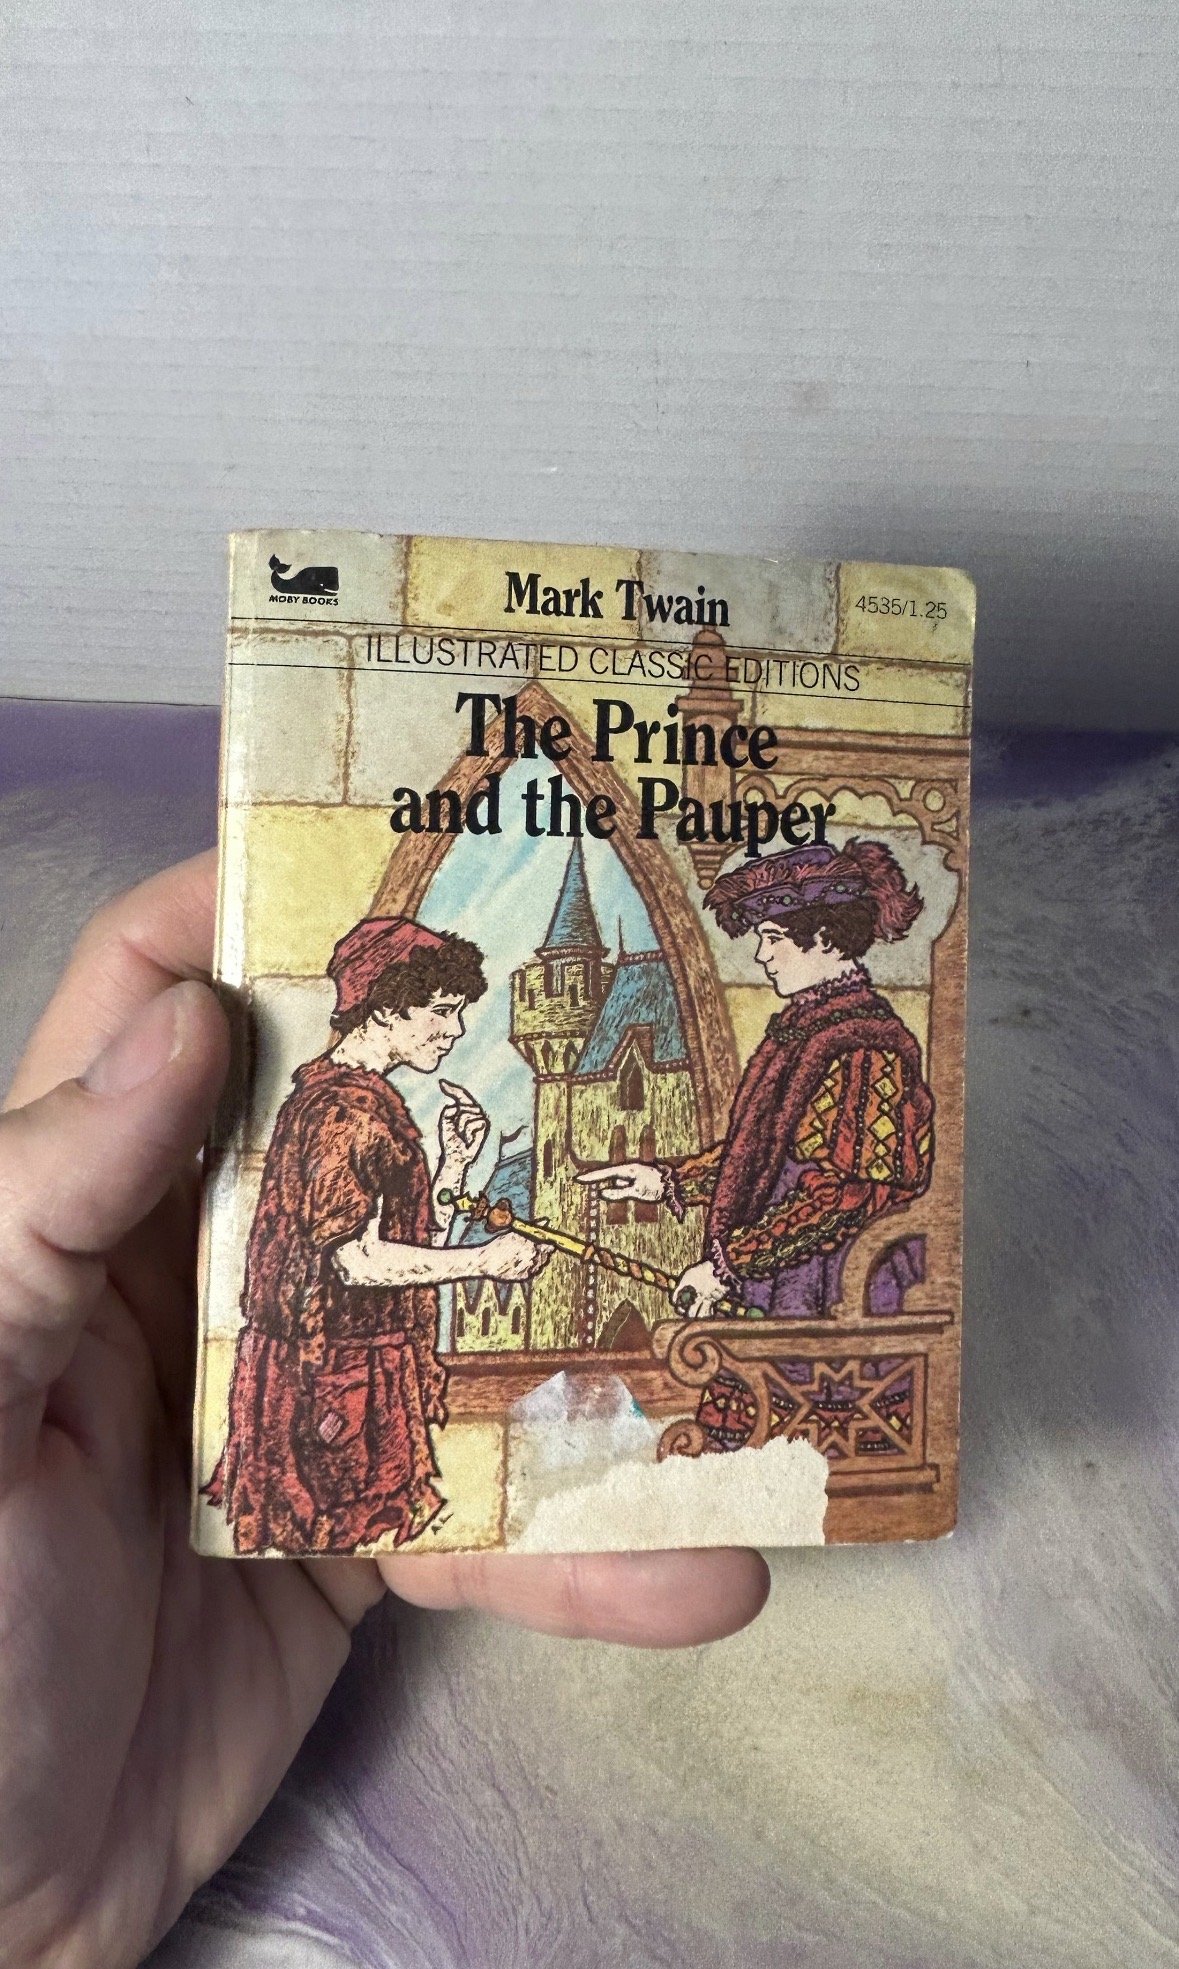 MOBY BOOKS
Mark Twain
4535/1.25
ILLUSTRATED CLASSIC EDITIONS
The Prince
and the Pauper